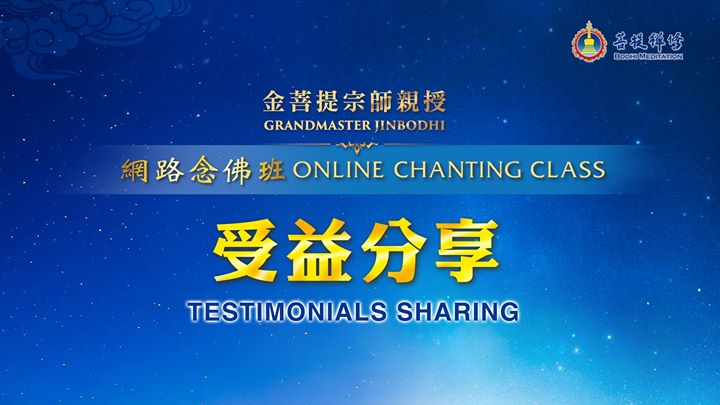 菩提禪修
BODHI MEDITATION
金菩提宗師親授
GRANDMASTER JINBODHI
網路念佛班 ONLINE CHANTING CLASS
受益分享
TESTIMONIALS SHARING